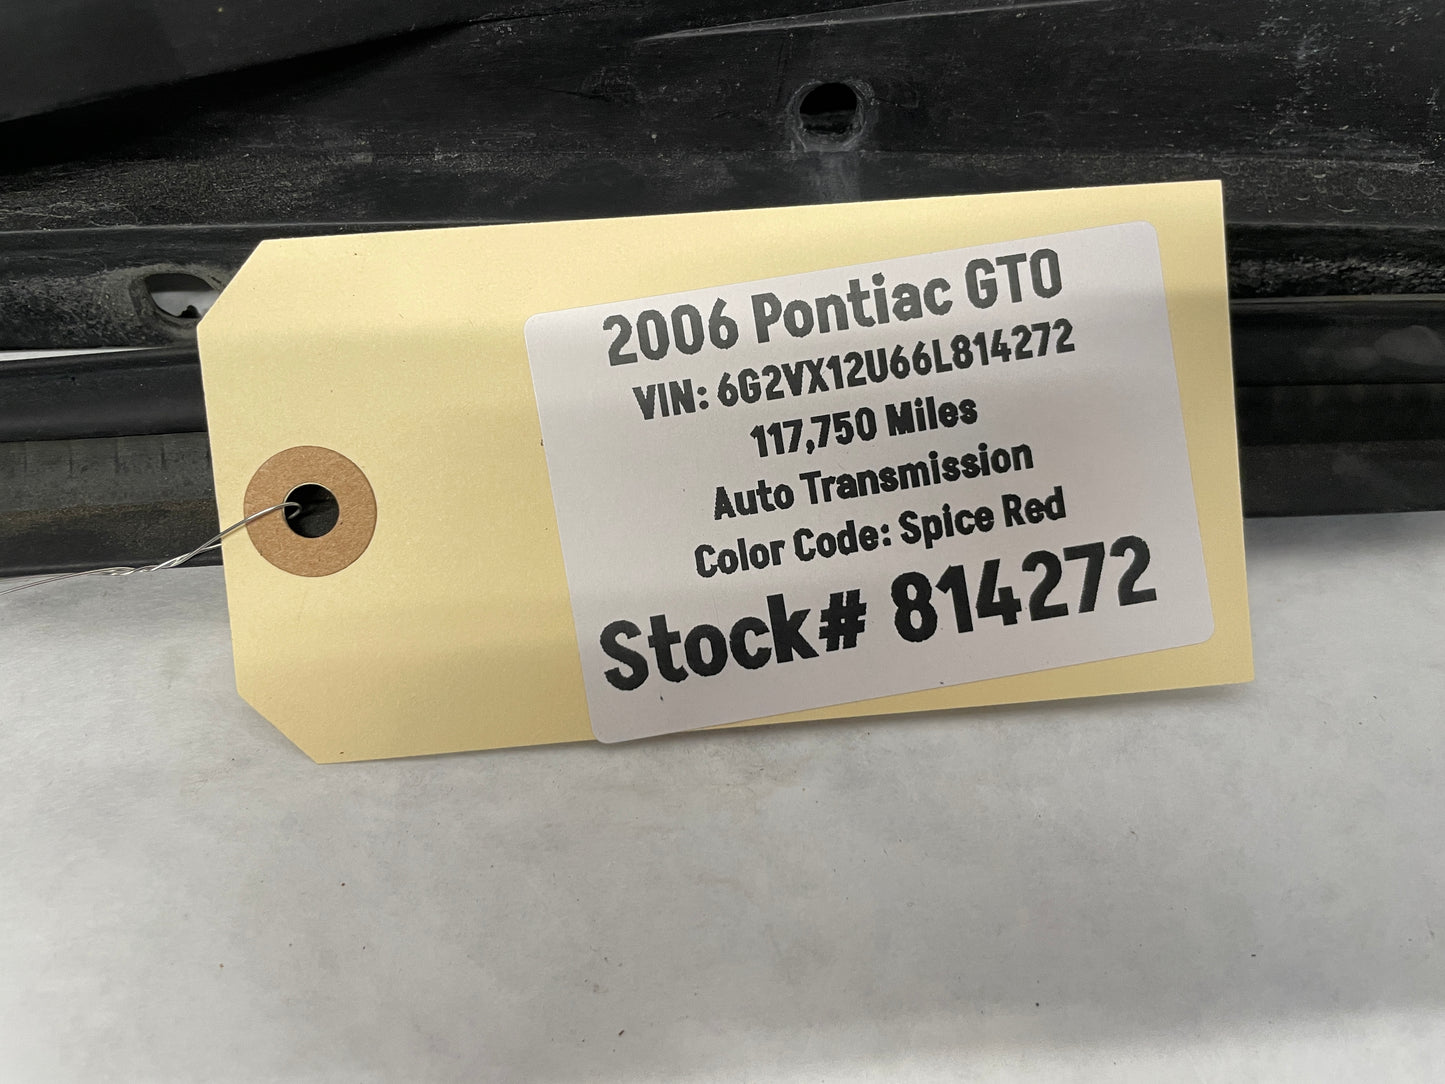 2006 Pontiac GTO
VIN: 6G2VX12U66L814272
117,750 Miles
Auto Transmission
Color Code: Spice Red
Stock# 814272